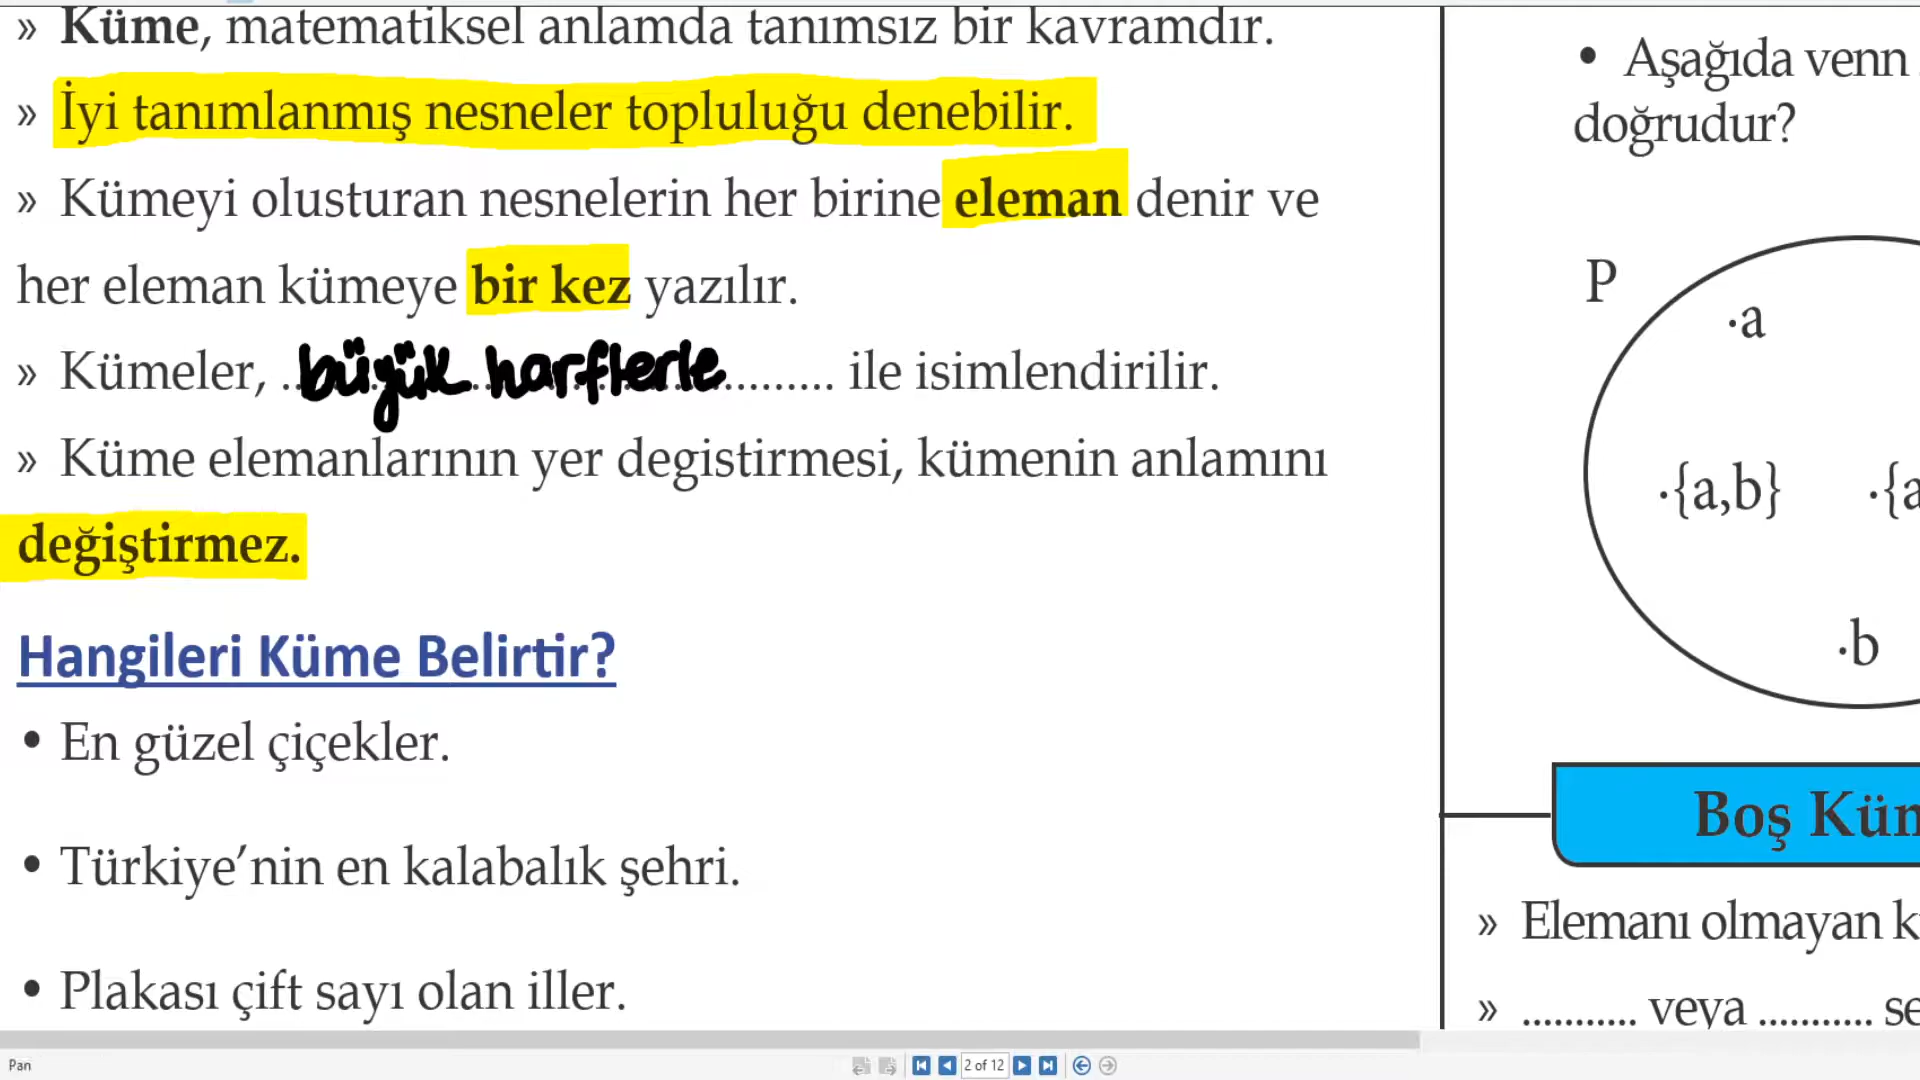 » Küme, matematiksel anlamda tanımsız bir kavramdır.
» İyi tanımlanmış nesneler topluluğu denebilir.
» Kümeyi olusturan nesnelerin her birine eleman denir ve
her eleman kümeye bir kez yazılır.
» Kümeler, .. büyük harflerle .......... ile isimlendirilir.
» Küme elemanlarının yer degistirmesi, kümenin anlamını
değiştirmez.
Hangileri Küme Belirtir?
• En güzel çiçekler.
• Türkiye’nin en kalabalık şehri.
• Plakası çift sayı olan iller.
• Aşağıda venn
doğrudur?
P
.a
.{a,b} .{a
.b
Boş
» Elemanı olmayan
» ........... veya ...........
Pan
2 of 12